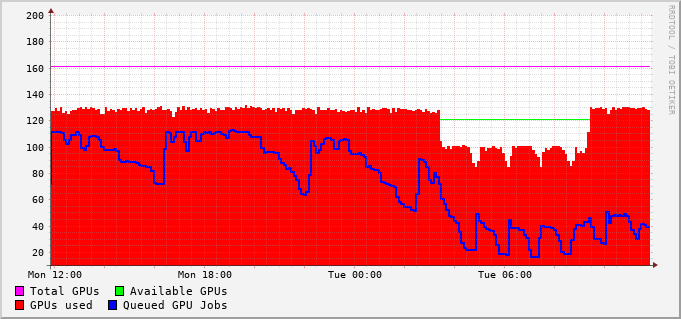 200
180
160
140
120
100
80
60
40
20
Mon 12:00 Mon 18:00 Tue 00:00 Tue 06:00
Total GPUs Available GPUs
GPUs used Queued GPU Jobs
RRDTOOL / TOBI OETIKER